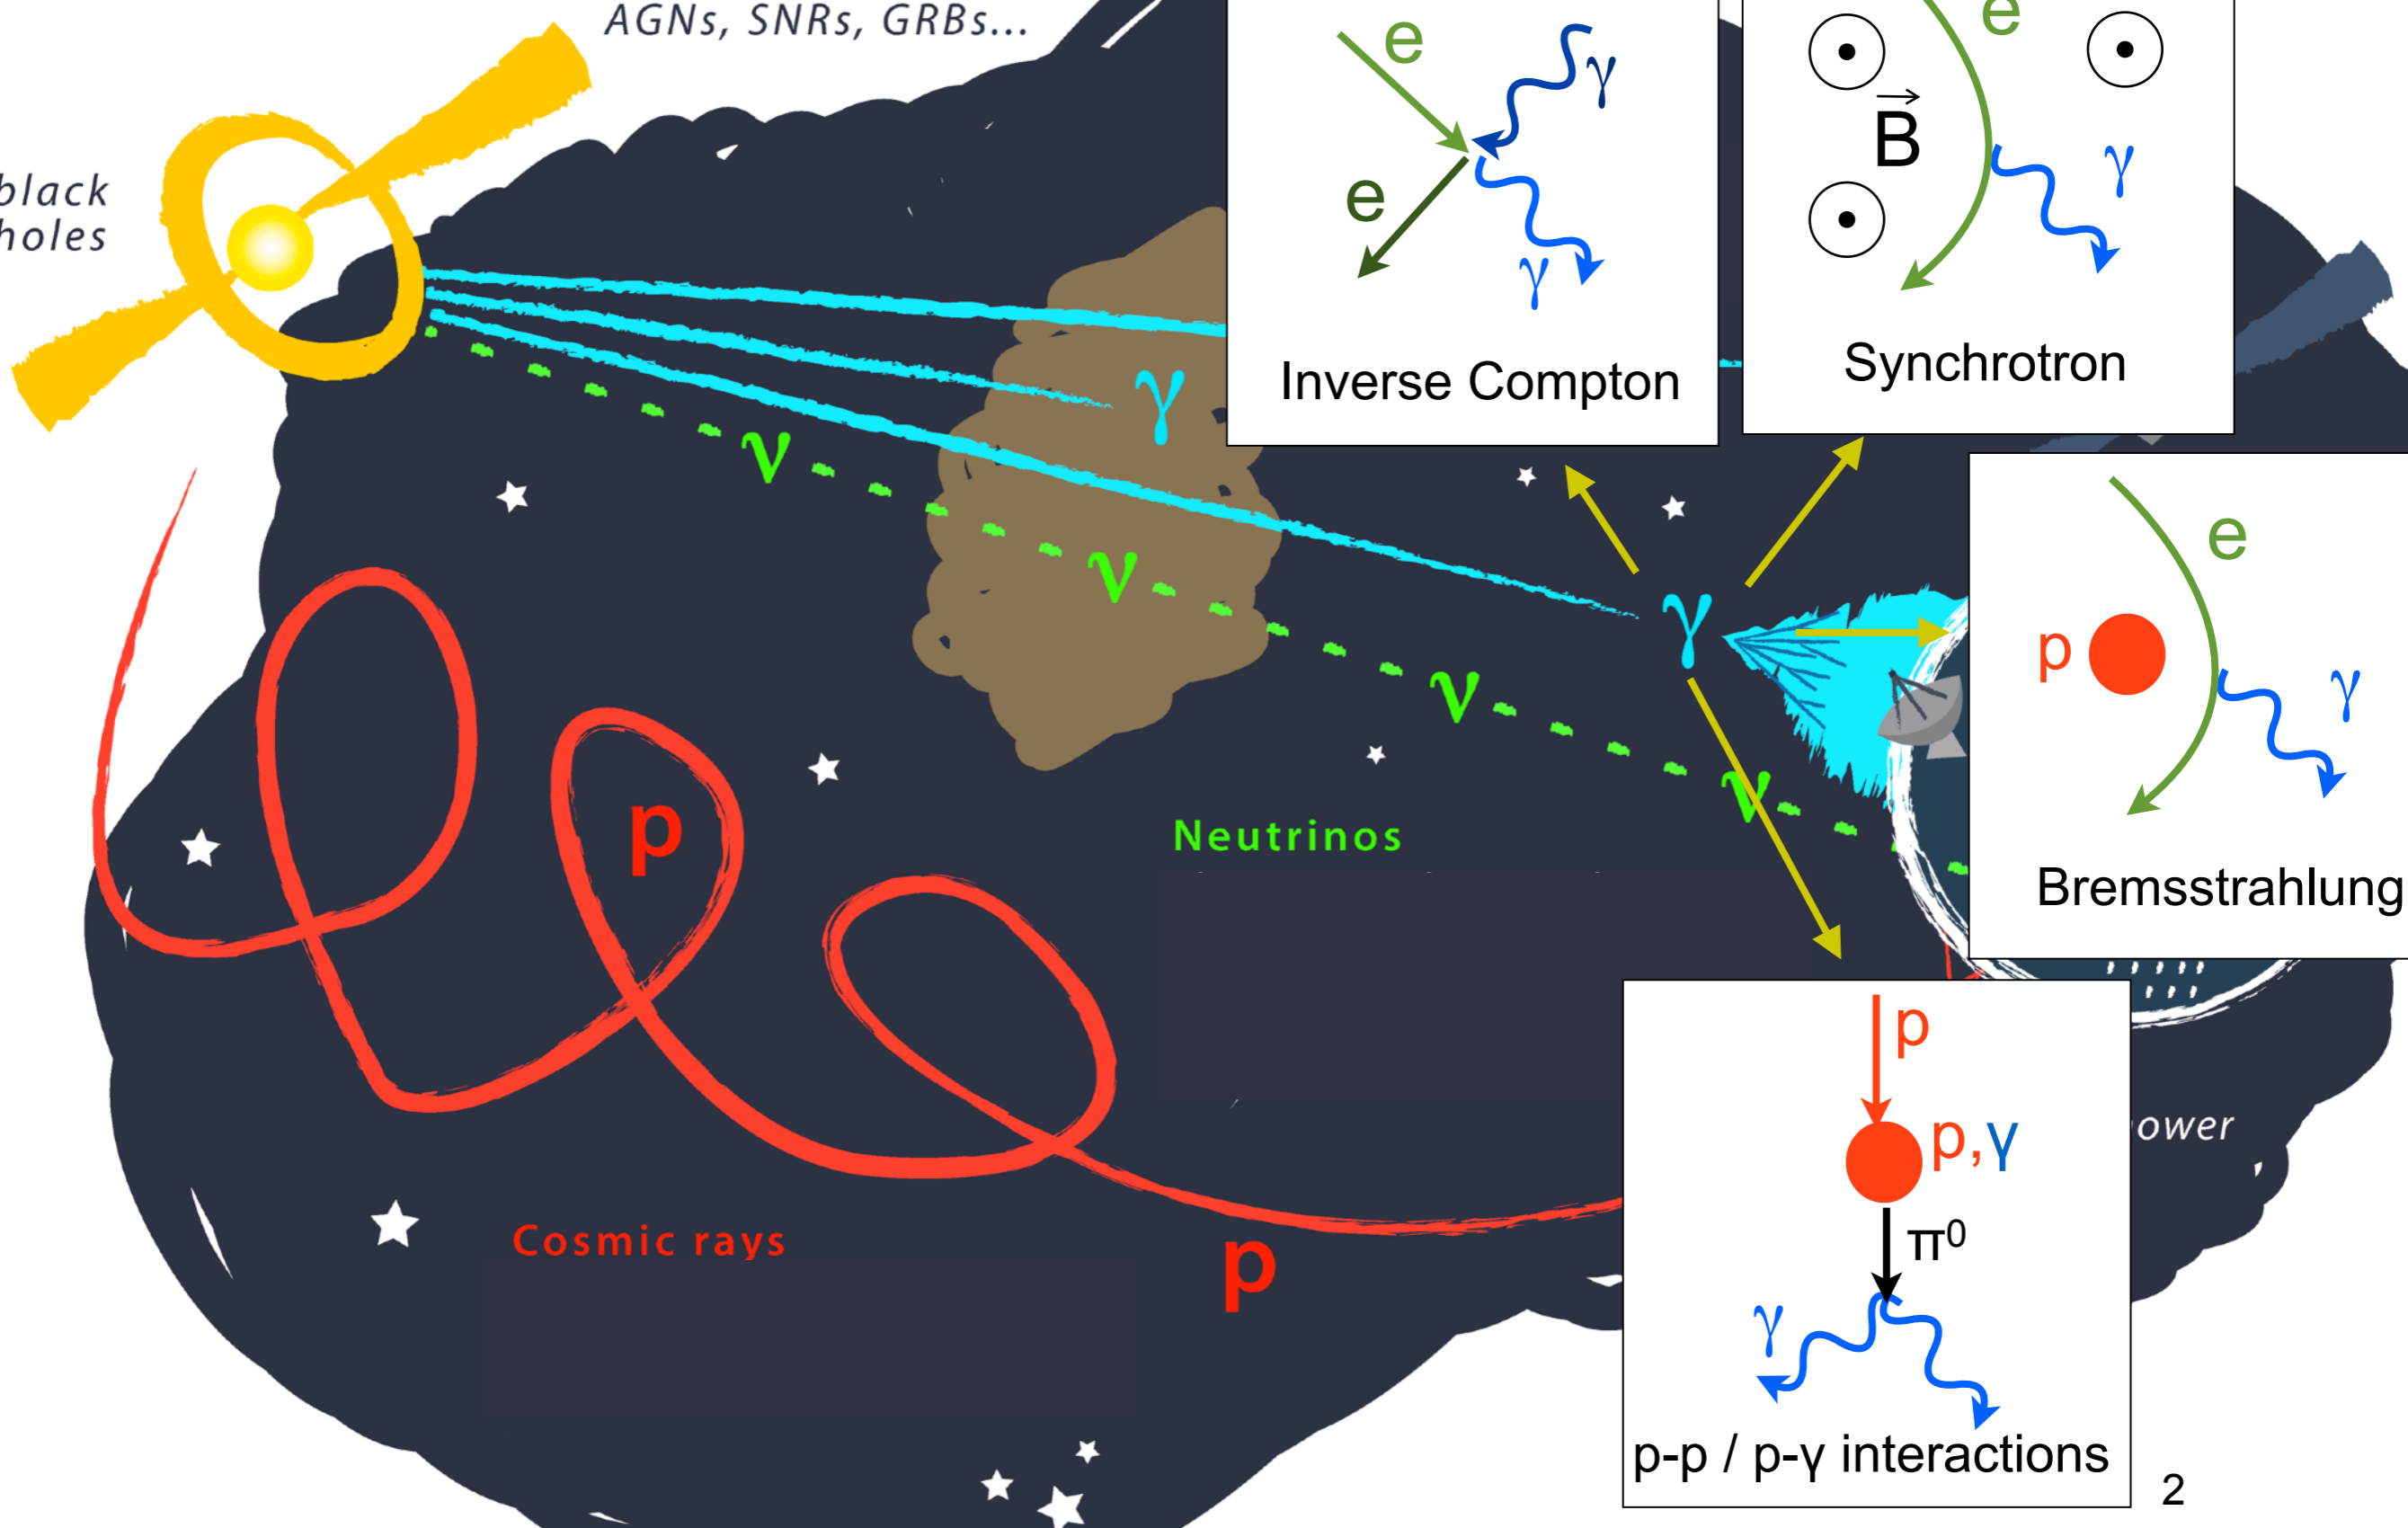 AGNs, SNRs, GRBs...
black
holes
e
γ
e
γ
Inverse Compton
e
B
γ
Synchrotron
γ
ν
ν
ν
ν
γ
e
p
γ
Bremsstrahlung
p
Neutrinos
Cosmic rays
p
p
p,γ
π⁰
γ
p-p / p-γ interactions
ower
2